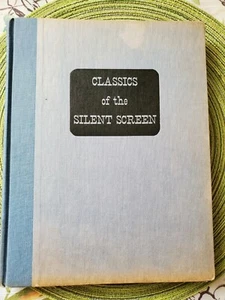 CLASSICS
of the
SILENT SCREEN